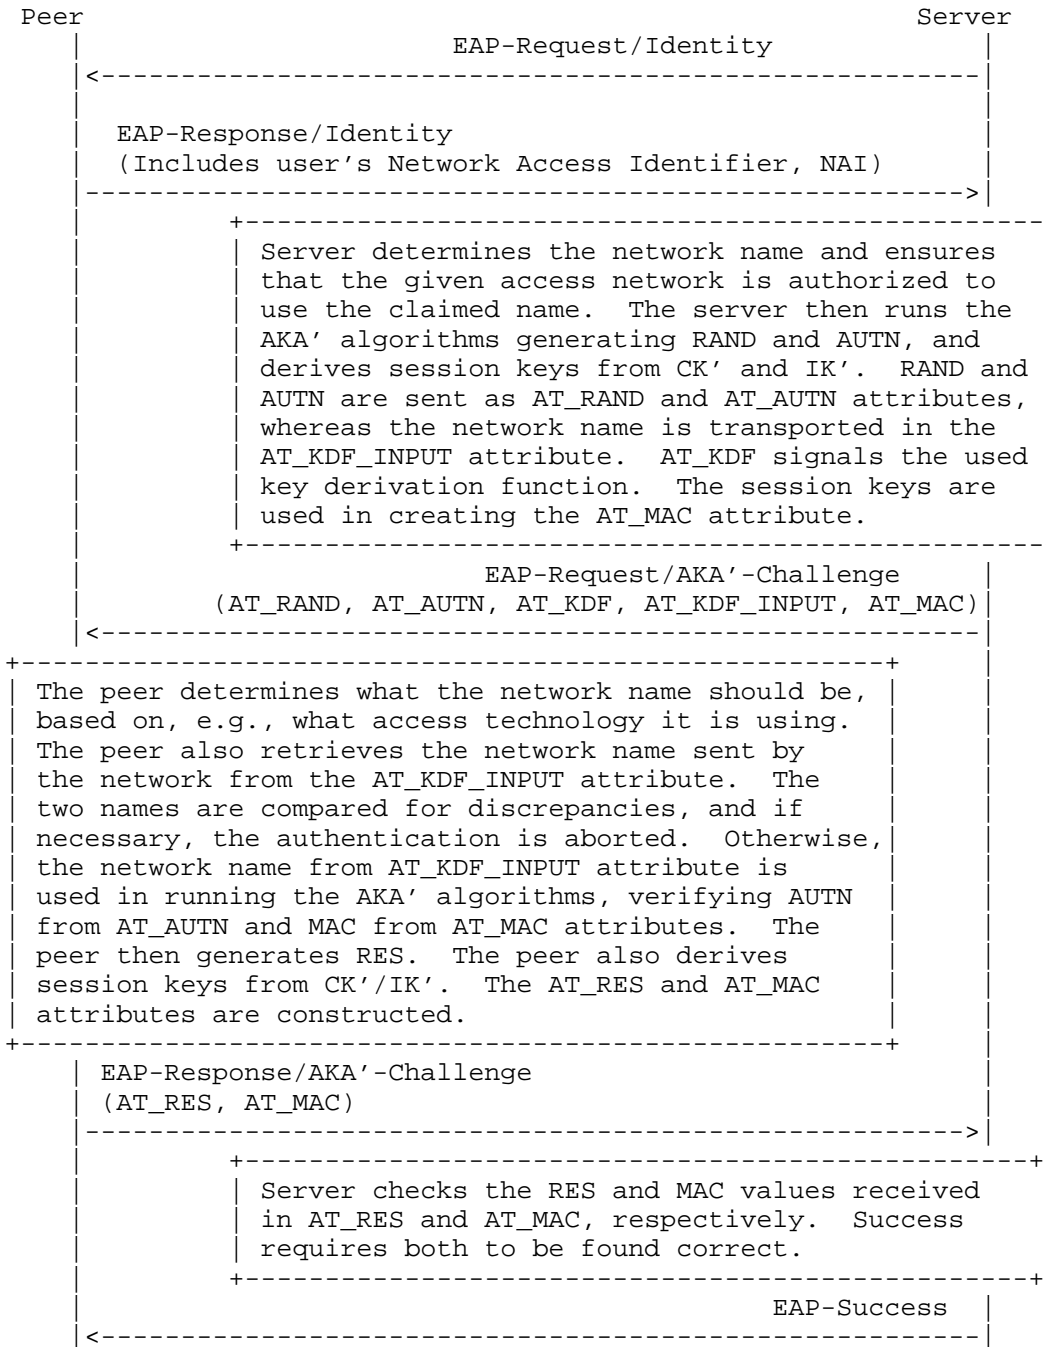 Peer Server
EAP-Request/Identity
EAP-Response/Identity
(Includes user's Network Access Identifier, NAI)
Server determines the network name and ensures
that the given access network is authorized to
use the claimed name.  The server then runs the
AKA' algorithms generating RAND and AUTN, and
derives session keys from CK' and IK'.  RAND and
AUTN are sent as AT_RAND and AT_AUTN attributes,
whereas the network name is transported in the
AT_KDF_INPUT attribute.  AT_KDF signals the used
key derivation function.  The session keys are
used in creating the AT_MAC attribute.
EAP-Request/AKA'-Challenge
(AT_RAND, AT_AUTN, AT_KDF, AT_KDF_INPUT, AT_MAC)
The peer determines what the network name should be,
based on, e.g., what access technology it is using.
The peer also retrieves the network name sent by
the network from the AT_KDF_INPUT attribute.  The
two names are compared for discrepancies, and if
necessary, the authentication is aborted.  Otherwise,
the network name from AT_KDF_INPUT attribute is
used in running the AKA' algorithms, verifying AUTN
from AT_AUTN and MAC from AT_MAC attributes.  The
peer then generates RES.  The peer also derives
session keys from CK'/IK'.  The AT_RES and AT_MAC
attributes are constructed.
EAP-Response/AKA'-Challenge
(AT_RES, AT_MAC)
Server checks the RES and MAC values received
in AT_RES and AT_MAC, respectively.  Success
requires both to be found correct.
EAP-Success